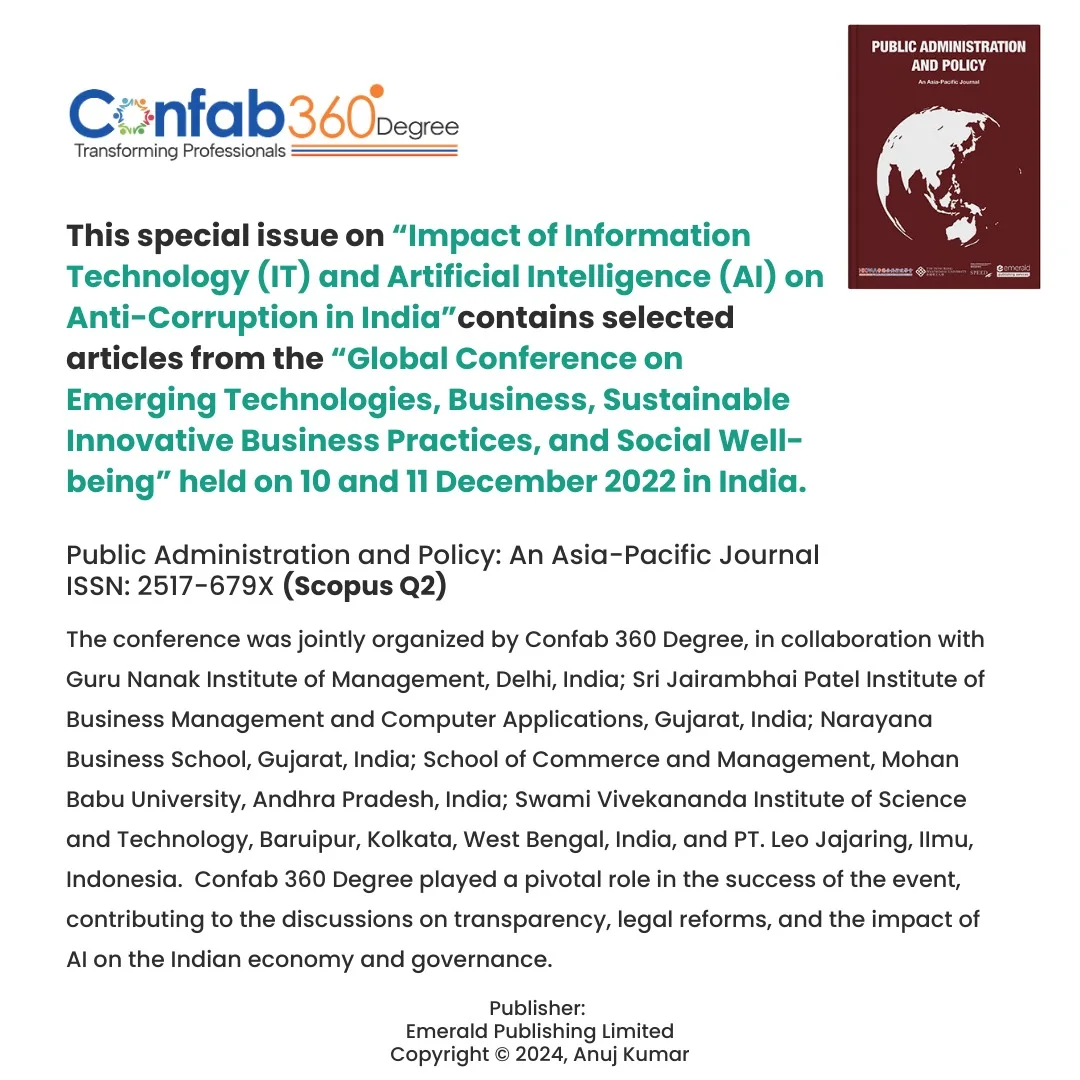 Confab360°Degree
Transforming Professionals
PUBLIC ADMINISTRATION
AND POLICY
An Asia-Pacific Journal
emerald
This special issue on “Impact of Information
Technology (IT) and Artificial Intelligence (AI) on
Anti-Corruption in India”contains selected
articles from the “Global Conference on
Emerging Technologies, Business, Sustainable
Innovative Business Practices, and Social Well-
being” held on 10 and 11 December 2022 in India.
Public Administration and Policy: An Asia-Pacific Journal
ISSN: 2517-679X (Scopus Q2)
The conference was jointly organized by Confab 360 Degree, in collaboration with
Guru Nanak Institute of Management, Delhi, India; Sri Jairambhai Patel Institute of
Business Management and Computer Applications, Gujarat, India; Narayana
Business School, Gujarat, India; School of Commerce and Management, Mohan
Babu University, Andhra Pradesh, India; Swami Vivekananda Institute of Science
and Technology, Baruipur, Kolkata, West Bengal, India, and PT. Leo Jajaring, IImu,
Indonesia.  Confab 360 Degree played a pivotal role in the success of the event,
contributing to the discussions on transparency, legal reforms, and the impact of
AI on the Indian economy and governance.
Publisher:
Emerald Publishing Limited
Copyright © 2024, Anuj Kumar